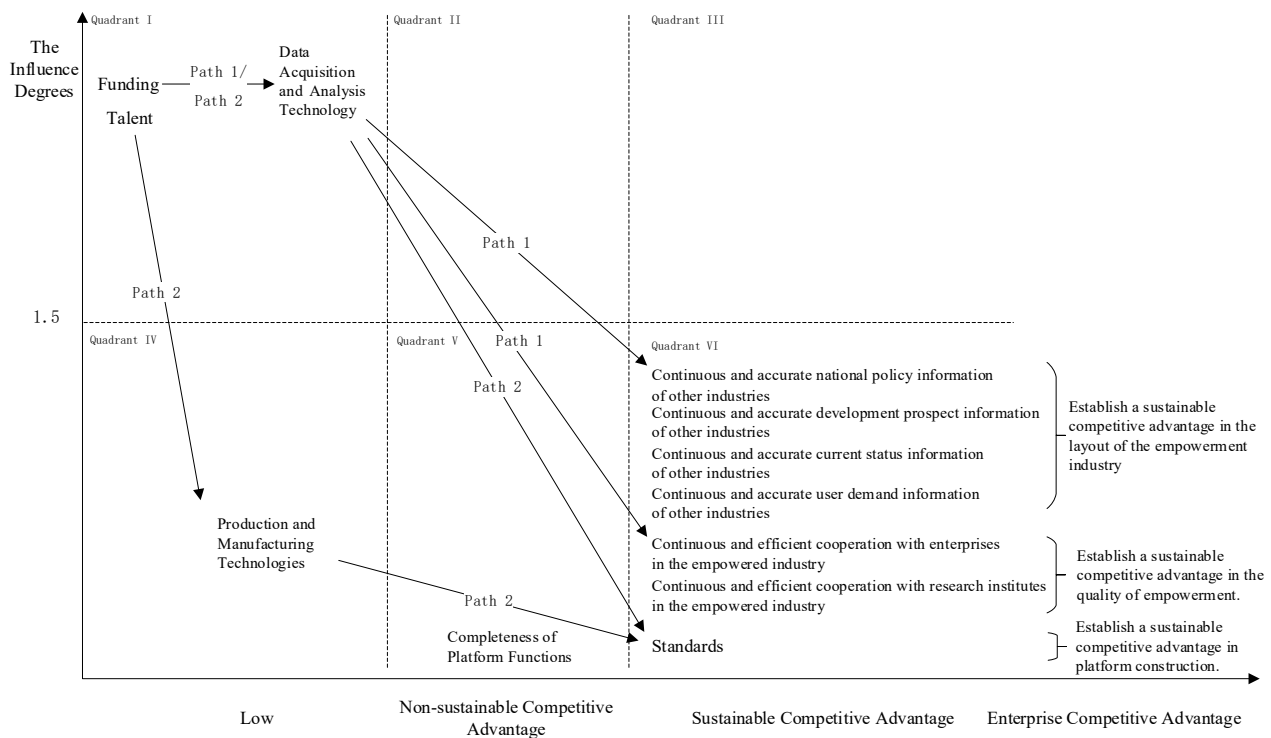 Quadrant I
Quadrant II
Quadrant III
The
Influence
Degrees
Funding
Talent
Path 1/
Path 2
Data
Acquisition
and Analysis
Technology
Path 1
Path 2
1.5
Quadrant IV
Quadrant V
Quadrant VI
Path 1
Path 2
Continuous and accurate national policy information
of other industries
Continuous and accurate development prospect information
of other industries
Continuous and accurate current status information
of other industries
Continuous and accurate user demand information
of other industries
Establish a sustainable
competitive advantage in the
layout of the empowerment
industry
Production and
Manufacturing
Technologies
Continuous and efficient cooperation with enterprises
in the empowered industry
Continuous and efficient cooperation with research institutes
in the empowered industry
Establish a sustainable
competitive advantage in the
quality of empowerment.
Path 2
Completeness of
Platform Functions
Standards
Establish a sustainable
competitive advantage in
platform construction.
Low
Non-sustainable Competitive
Advantage
Sustainable Competitive Advantage
Enterprise Competitive Advantage